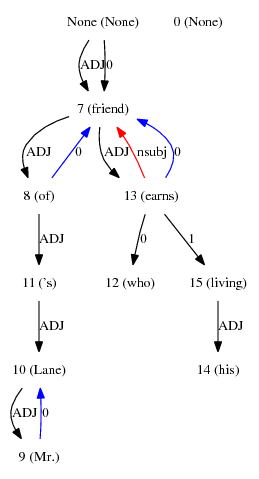 None (None) 0 (None)
ADJ 0
7 (friend)
ADJ 0 ADJ nsubj 0
8 (of) 13 (earns)
ADJ 0 1
11 ('s) 12 (who) 15 (living)
ADJ ADJ
10 (Lane) 14 (his)
ADJ 0
9 (Mr.)